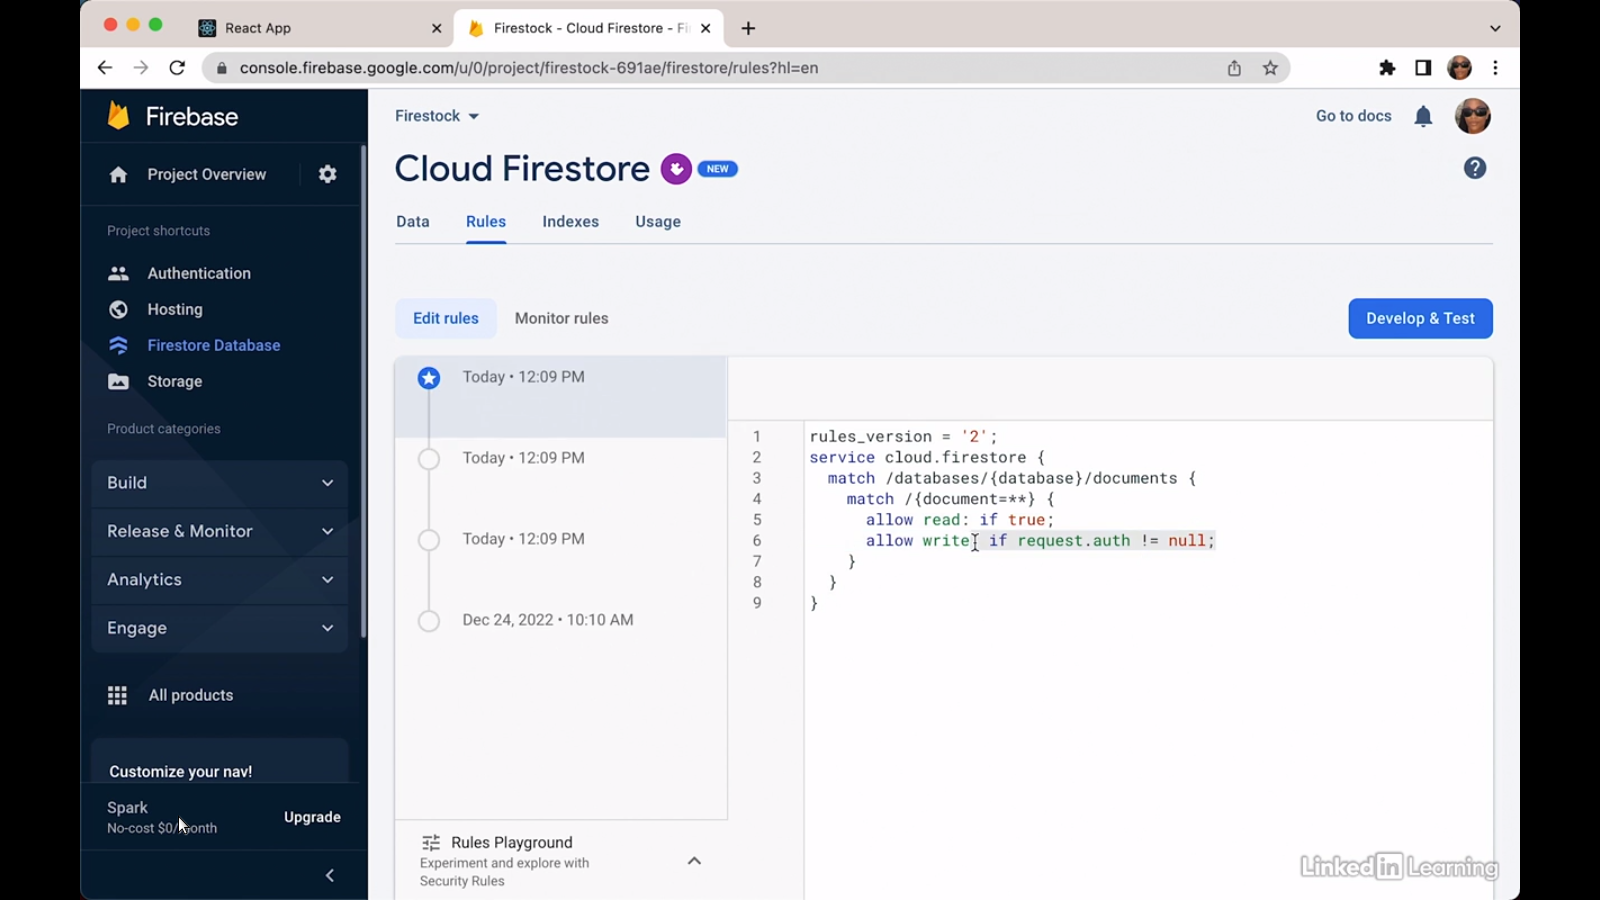 React App
Firestock - Cloud Firestore - Fi
console.firebase.google.com/u/0/project/firestock-691ae/firestore/rules?hl=en
Firebase
Project Overview
Project shortcuts
Authentication
Hosting
Firestore Database
Storage
Product categories
Build
Release & Monitor
Analytics
Engage
All products
Customize your nav!
Spark
No-cost $0/month
Upgrade
Firestock
Go to docs
Cloud Firestore
NEW
Data
Rules
Indexes
Usage
Edit rules
Monitor rules
Develop & Test
Today • 12:09 PM
Today • 12:09 PM
Today • 12:09 PM
Dec 24, 2022 • 10:10 AM
Rules Playground
Experiment and explore with
Security Rules
1 rules_version = '2';
2 service cloud.firestore {
3 match /databases/{database}/documents {
4 match /{document=**} {
5 allow read: if true;
6 allow write: if request.auth != null;
7 }
8 }
9 }
LinkedIn Learning